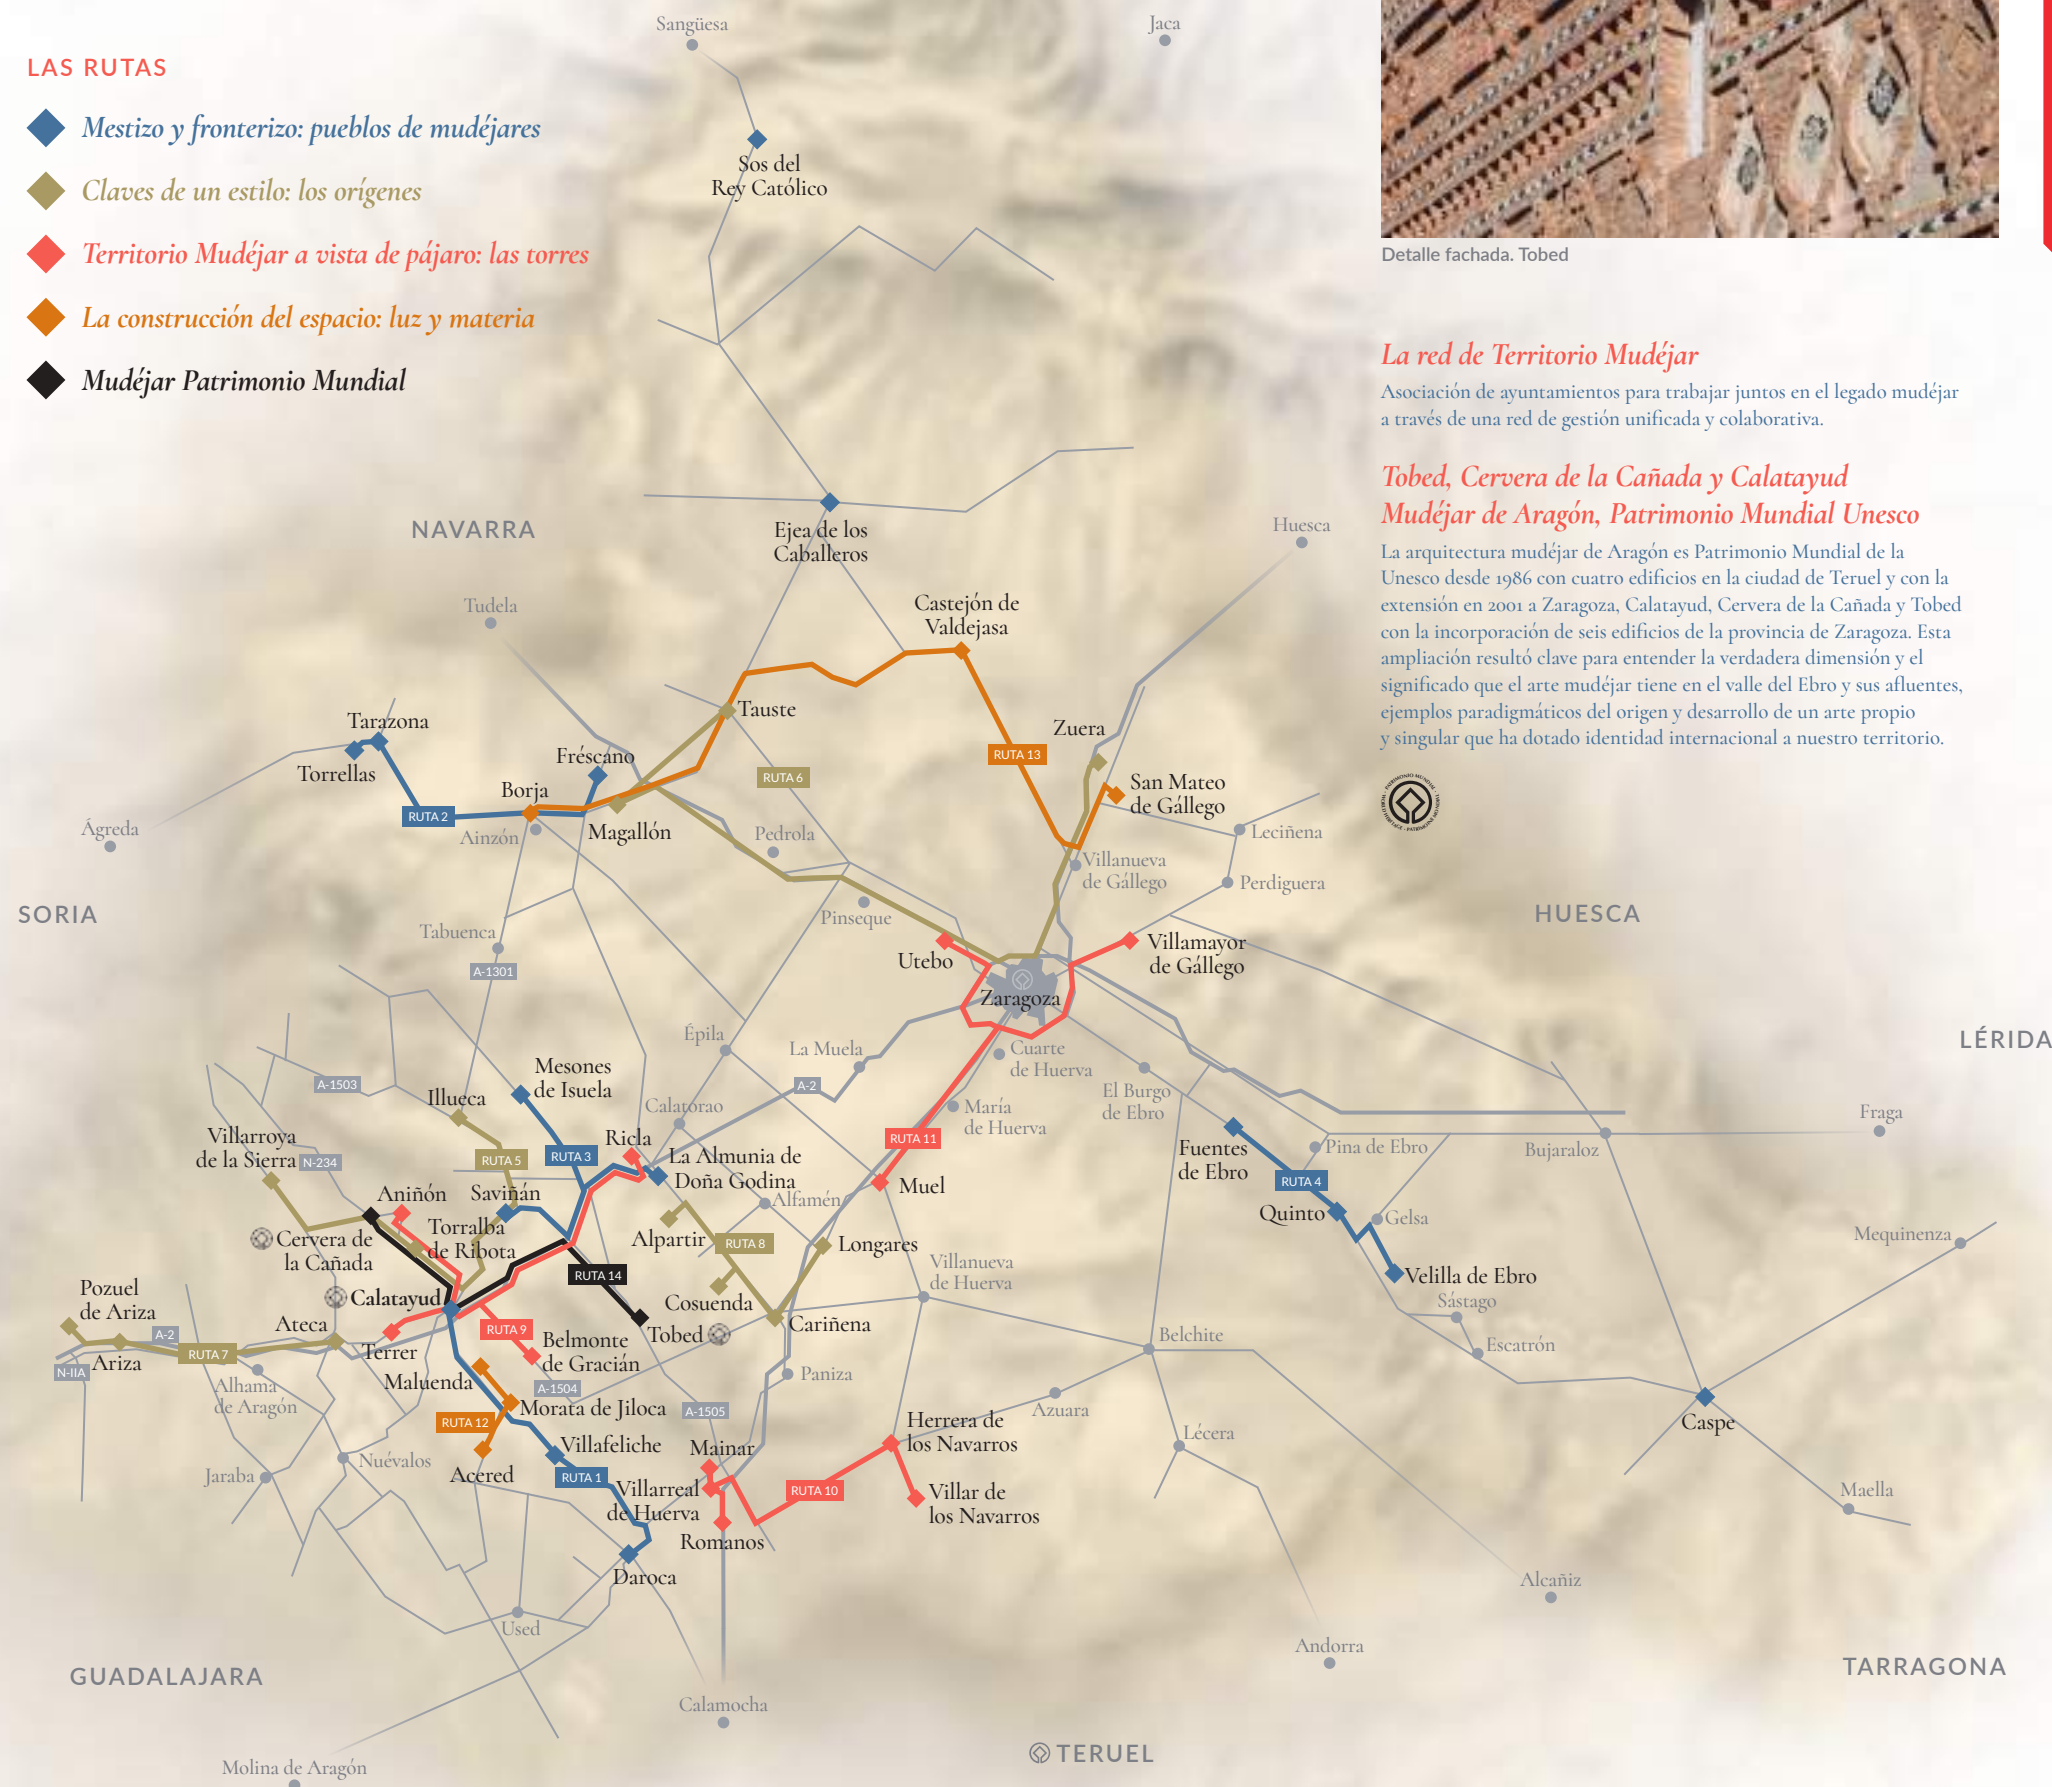 LAS RUTAS
Mestizo y fronterizo: pueblos de mudéjares
Claves de un estilo: los orígenes
Territorio Mudéjar a vista de pájaro: las torres
La construcción del espacio: luz y materia
Mudéjar Patrimonio Mundial
Sangüesa
Jaca
Sos del
Rey Católico
Detalle fachada. Tobed
La red de Territorio Mudéjar
Asociación de ayuntamientos para trabajar juntos en el legado mudéjar
a través de una red de gestión unificada y colaborativa.
Tobed, Cervera de la Cañada y Calatayud
Mudéjar de Aragón, Patrimonio Mundial Unesco
La arquitectura mudéjar de Aragón es Patrimonio Mundial de la
Unesco desde 1986 con cuatro edificios en la ciudad de Teruel y con la
extensión en 2001 a Zaragoza, Calatayud, Cervera de la Cañada y Tobed
con la incorporación de seis edificios de la provincia de Zaragoza. Esta
ampliación resultó clave para entender la verdadera dimensión y el
significado que el arte mudéjar tiene en el valle del Ebro y sus afluentes,
ejemplos paradigmáticos del origen y desarrollo de un arte propio
y singular que ha dotado identidad internacional a nuestro territorio.
NAVARRA
Ejea de los
Caballeros
Huesca
Tudela
Castejón de
Valdejasa
Tauste
Tarazona
Torrellas
Fréscano
Zuera
RUTA 13
RUTA 6
San Mateo
de Gállego
Borja
RUTA 2
Ainzón
Magallón
Ágreda
Pedrola
Leciñena
Villanueva
de Gállego
Perdiguera
SORIA
HUESCA
Pinseque
Tabuenca
A-1301
Utebo
Villamayor
de Gállego
Zaragoza
LÉRIDA
Épila
La Muela
Cuarte
de Huerva
A-2
El Burgo
de Ebro
María
de Huerva
Mesones
de Isuela
A-1503
Illueca
Calatorao
Fraga
Villarroya
de la Sierra
N-234
RUTA 5
RUTA 3
Ricla
La Almunia de
Doña Godina
RUTA 11
Muel
Fuentes
de Ebro
Pina de Ebro
Bujaraloz
RUTA 4
Quinto
Gelsa
Aniñón
Saviñán
Alfamén
Torralba
de Ribota
Cervera de
la Cañada
Alpartir
RUTA 8
Longares
Mequinenza
Villanueva
de Huerva
RUTA 14
Velilla de Ebro
Sástago
Escatrón
Pozuel
de Ariza
Calatayud
Cosuenda
Tobed
Cariñena
Ateca
A-2
RUTA 7
Ariza
N-IIA
Terrer
RUTA 9
Belmonte
de Gracián
Belchite
Alhama
de Aragón
Maluenda
A-1504
Paniza
Morata de Jiloca
A-1505
Azuara
RUTA 12
Caspe
Herrera de
los Navarros
Lécera
Villafeliche
Mainar
Nuévalos
Jaraba
Acered
RUTA 1
Villarreal
de Huerva
RUTA 10
Villar de
los Navarros
Maella
Romanos
Daroca
Alcañiz
Used
Andorra
GUADALAJARA
TARRAGONA
Calamocha
TERUEL
Molina de Aragón